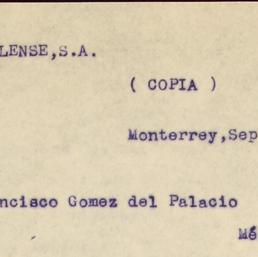 LENSE,S.A.
( COPIA )
Monterrey,Sep
ncisco Gomez del Palacio
Mé